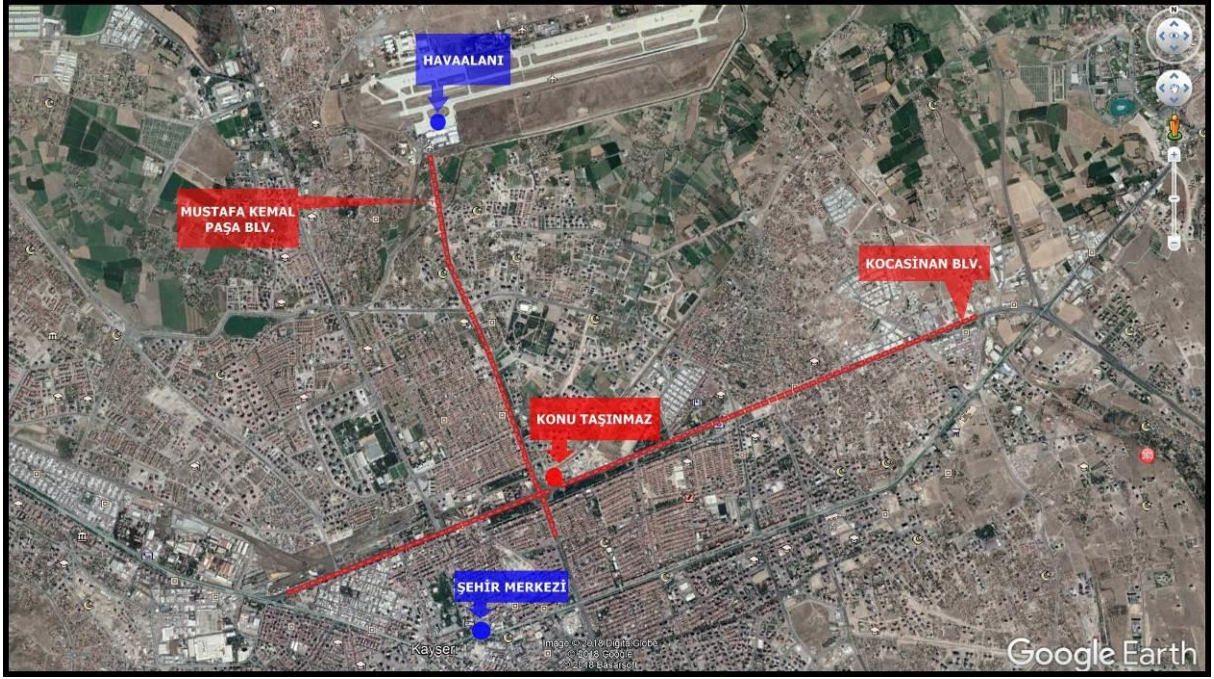 N
HAVAALANI
MUSTAFA KEMAL
PAŞA BLV.
KOCASİNAN BLV.
KONU TAŞINMAZ
ŞEHİR MERKEZİ
Kayseri
Image © 2018 DigitalGlobe
© 2018 Google
© 2018 Basarsoft
Google Earth